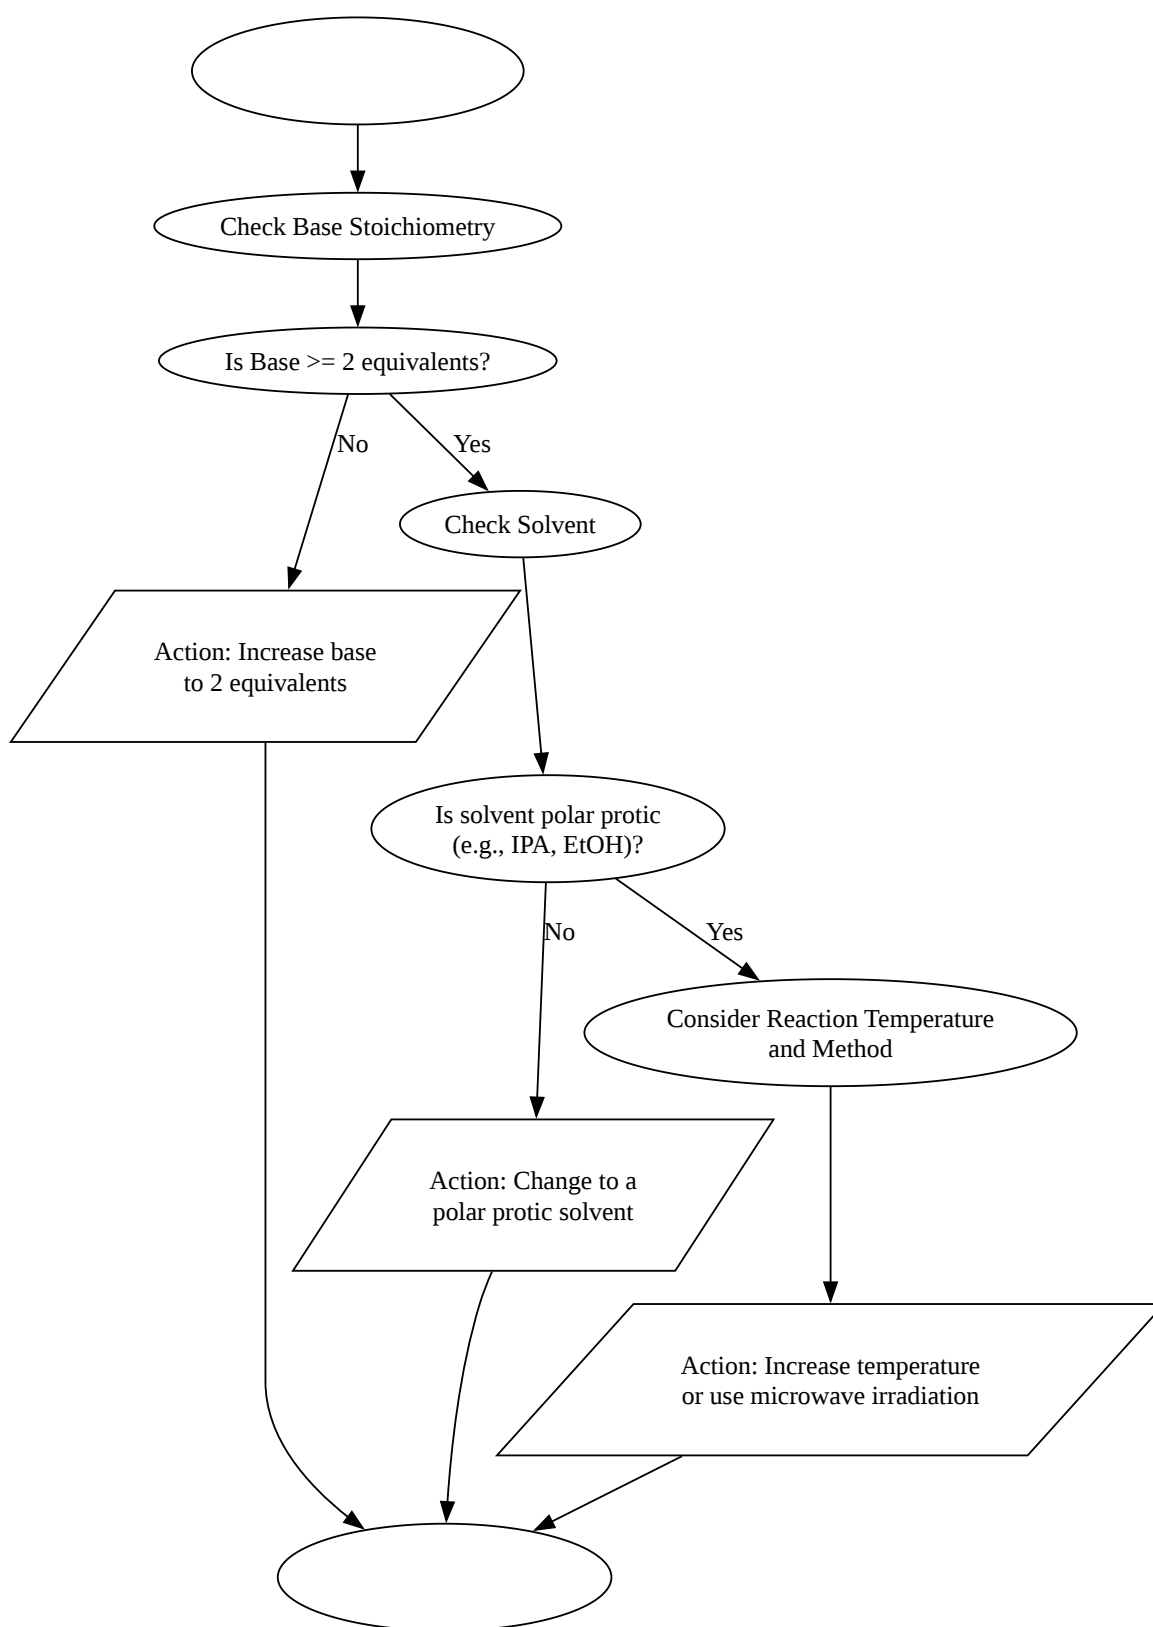 Check Base Stoichiometry
Is Base >= 2 equivalents?
No
Yes
Check Solvent
Action: Increase base
to 2 equivalents
Is solvent polar protic
(e.g., IPA, EtOH)?
No
Yes
Consider Reaction Temperature
and Method
Action: Change to a
polar protic solvent
Action: Increase temperature
or use microwave irradiation